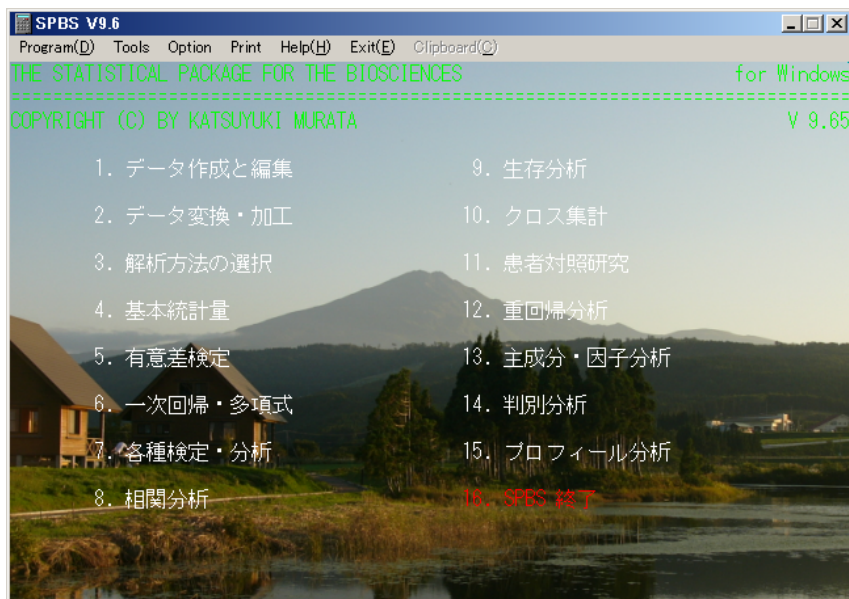 SPBS V9.6
Program(D) Tools Option Print Help(H) Exit(E) Clipboard(C)
THE STATISTICAL PACKAGE FOR THE BIOSCIENCES for Windows
COPYRIGHT (C) BY KATSUYUKI MURATA V 9.65
1. データ作成と編集
2. データ変換・加工
3. 解析方法の選択
4. 基本統計量
5. 有意差検定
6. 一次回帰・多項式
7. 各種検定・分析
8. 相関分析
9. 生存分析
10. クロス集計
11. 患者対照研究
12. 重回帰分析
13. 主成分・因子分析
14. 判別分析
15. プロフィール分析
16. SPBS 終了